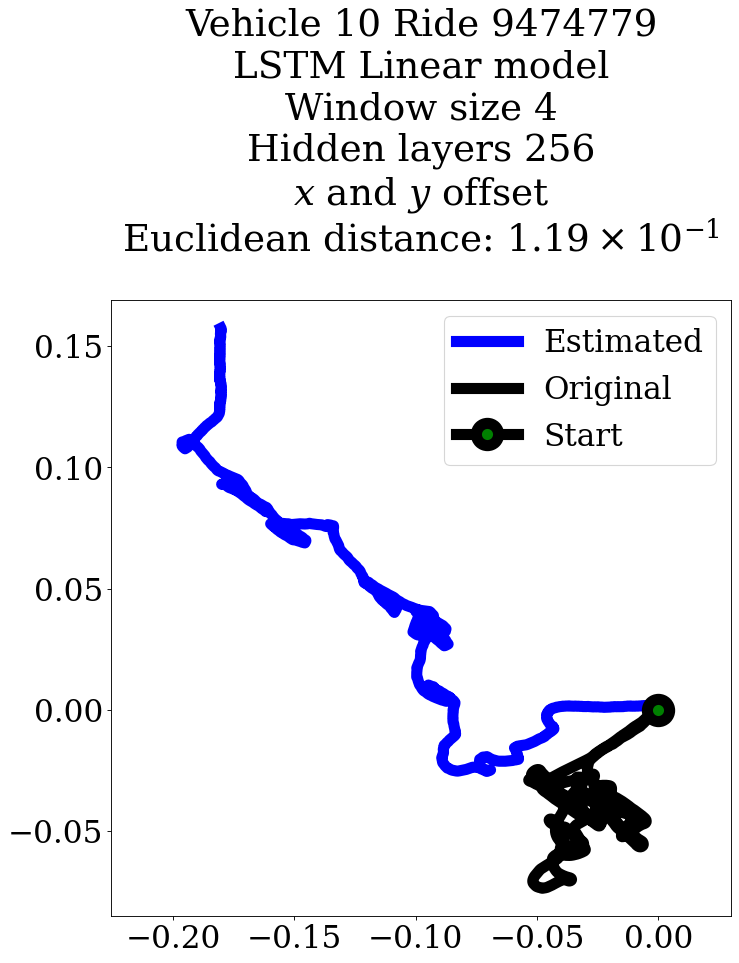 Vehicle 10 Ride 9474779
LSTM Linear model
Window size 4
Hidden layers 256
x and y offset
Euclidean distance: 1.19 × 10⁻¹
Estimated
Original
Start
0.15
0.10
0.05
0.00
−0.05
−0.20 −0.15 −0.10 −0.05 0.00